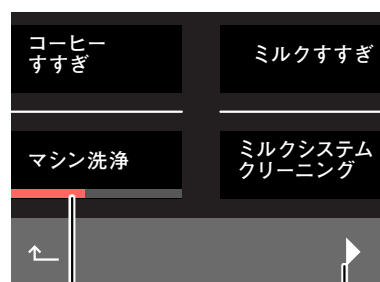 コーヒー
すすぎ
ミルクすすぎ
マシン洗浄
ミルクシステム
クリーニング